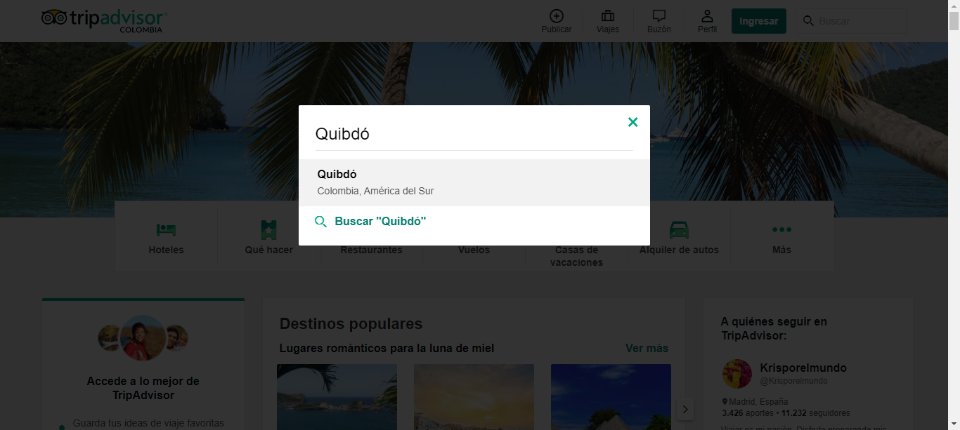 tripadvisor
COLOMBIA
Publicar
Viajes
Buzón
Perfil
Ingresar
Buscar
Quibdó
Quibdó
Colombia, América del Sur
Buscar "Quibdó"
Hoteles
Qué hacer
Restaurantes
Vuelos
Casas de
vacaciones
Alquiler de autos
Más
Accede a lo mejor de
TripAdvisor
Guarda tus ideas de viaje favoritas
Destinos populares
Lugares románticos para la luna de miel
Ver más
A quiénes seguir en
TripAdvisor:
Krisporelmundo
@Krisporelmundo
Madrid, España
3.426 aportes • 11.232 seguidores